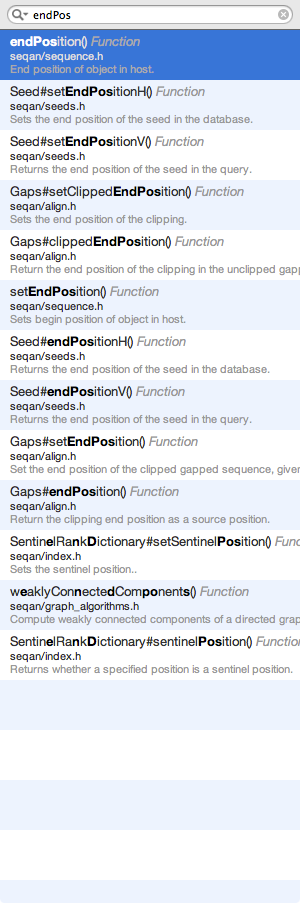 endPos
endPosition() Function
seqan/sequence.h
End position of object in host.
Seed#setEndPositionH() Function
seqan/seeds.h
Sets the end position of the seed in the database.
Seed#setEndPositionV() Function
seqan/seeds.h
Returns the end position of the seed in the query.
Gaps#setClippedEndPosition() Function
seqan/align.h
Sets the end position of the clipping.
Gaps#clippedEndPosition() Function
seqan/align.h
Return the end position of the clipping in the unclipped gapp
setEndPosition() Function
seqan/sequence.h
Sets begin position of object in host.
Seed#endPositionH() Function
seqan/seeds.h
Returns the end position of the seed in the database.
Seed#endPositionV() Function
seqan/seeds.h
Returns the end position of the seed in the query.
Gaps#setEndPosition() Function
seqan/align.h
Set the end position of the clipped gapped sequence, given
Gaps#endPosition() Function
seqan/align.h
Return the clipping end position as a source position.
SentinelRankDictionary#setSentinelPosition() Func
seqan/index.h
Sets the sentinel position..
weaklyConnectedComponents() Function
seqan/graph_algorithms.h
Compute weakly connected components of a directed grap
SentinelRankDictionary#sentinelPosition() Function
seqan/index.h
Returns whether a specified position is a sentinel position.